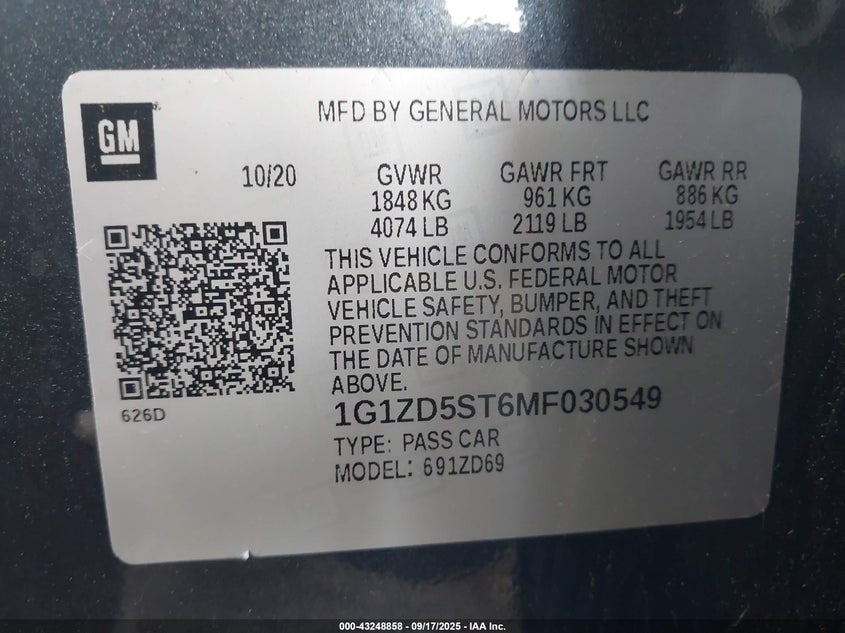 GM
MFD BY GENERAL MOTORS LLC
10/20 GVWR GAWR FRT GAWR RR
1848 KG 961 KG 886 KG
4074 LB 2119 LB 1954 LB
THIS VEHICLE CONFORMS TO ALL
APPLICABLE U.S. FEDERAL MOTOR
VEHICLE SAFETY, BUMPER, AND THEFT
PREVENTION STANDARDS IN EFFECT ON
THE DATE OF MANUFACTURE SHOWN
ABOVE.
626D
1G1ZD5ST6MF030549
TYPE: PASS CAR
MODEL: 691ZD69
000-43248858 - 09/17/2025 - IAA Inc.